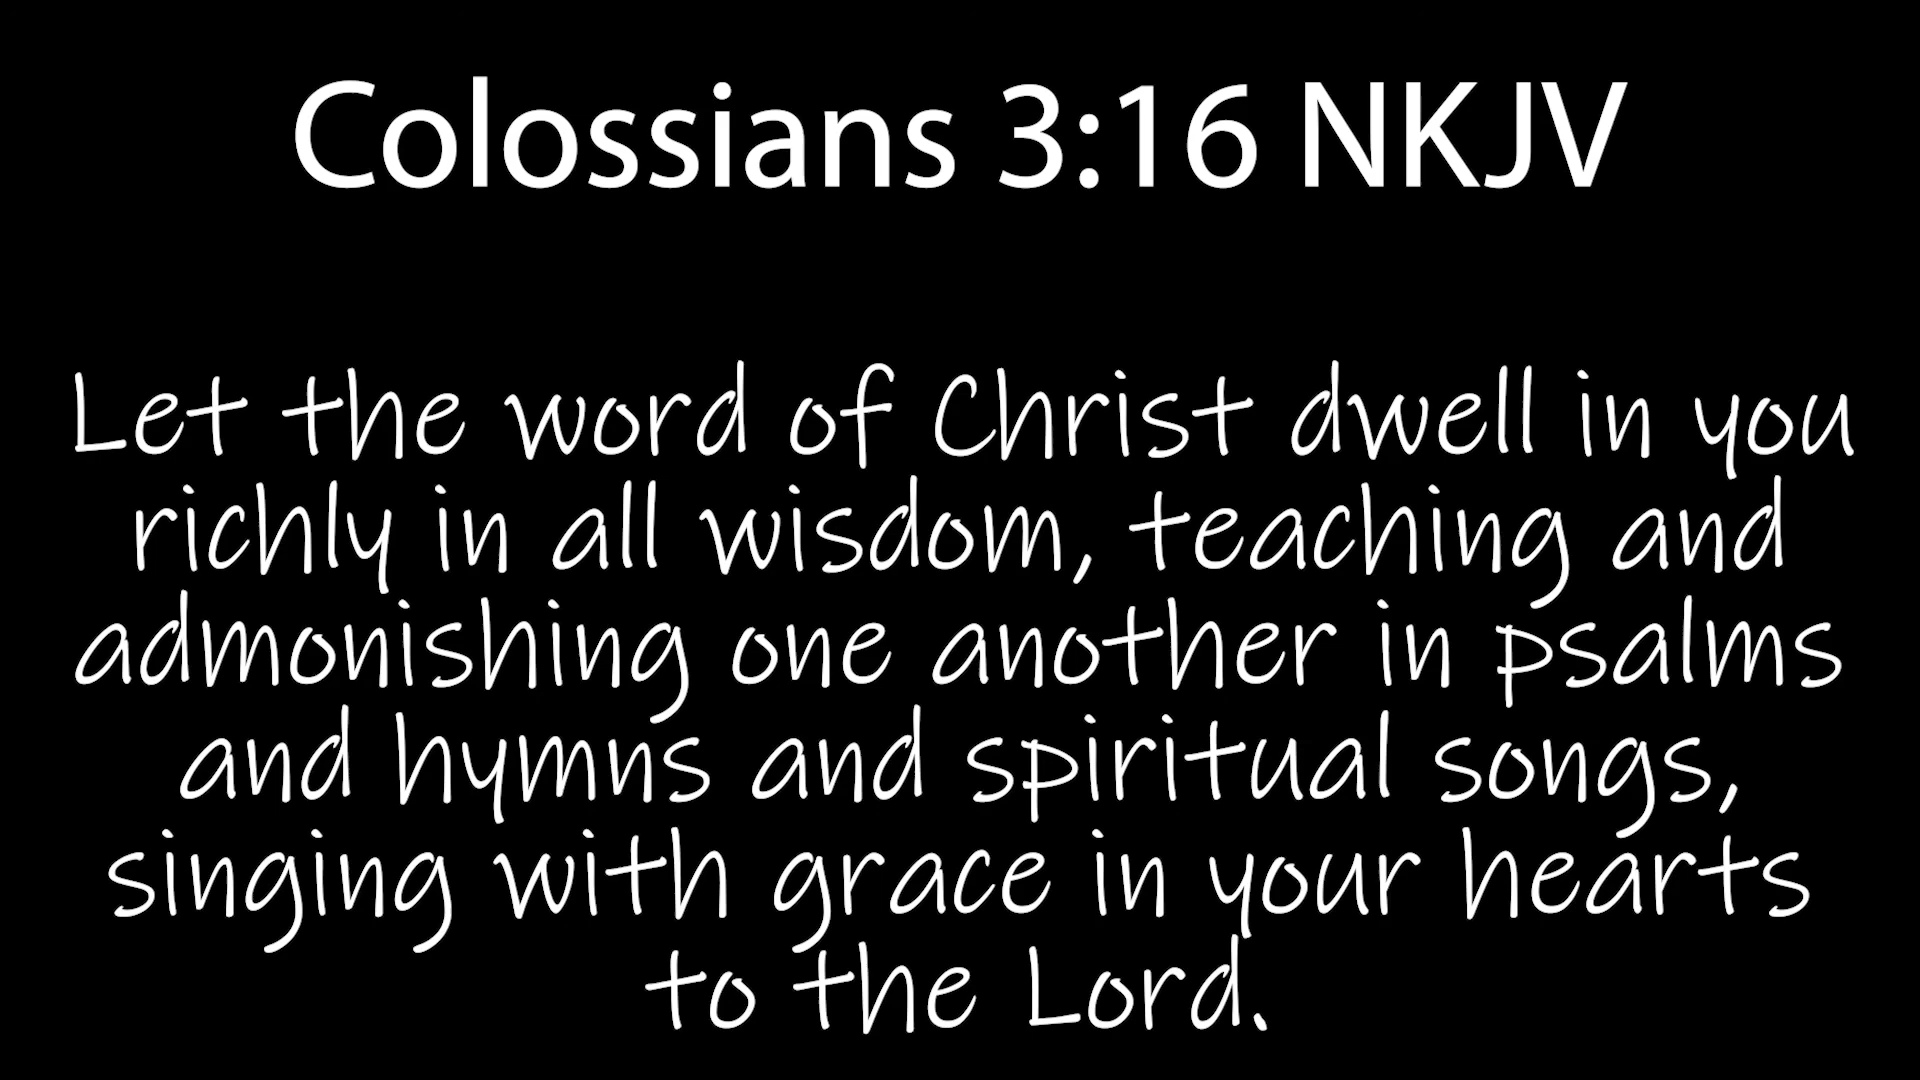 Colossians 3:16 NKJV
Let the word of Christ dwell in you
richly in all wisdom, teaching and
admonishing one another in psalms
and hymns and spiritual songs,
singing with grace in your hearts
to the Lord.